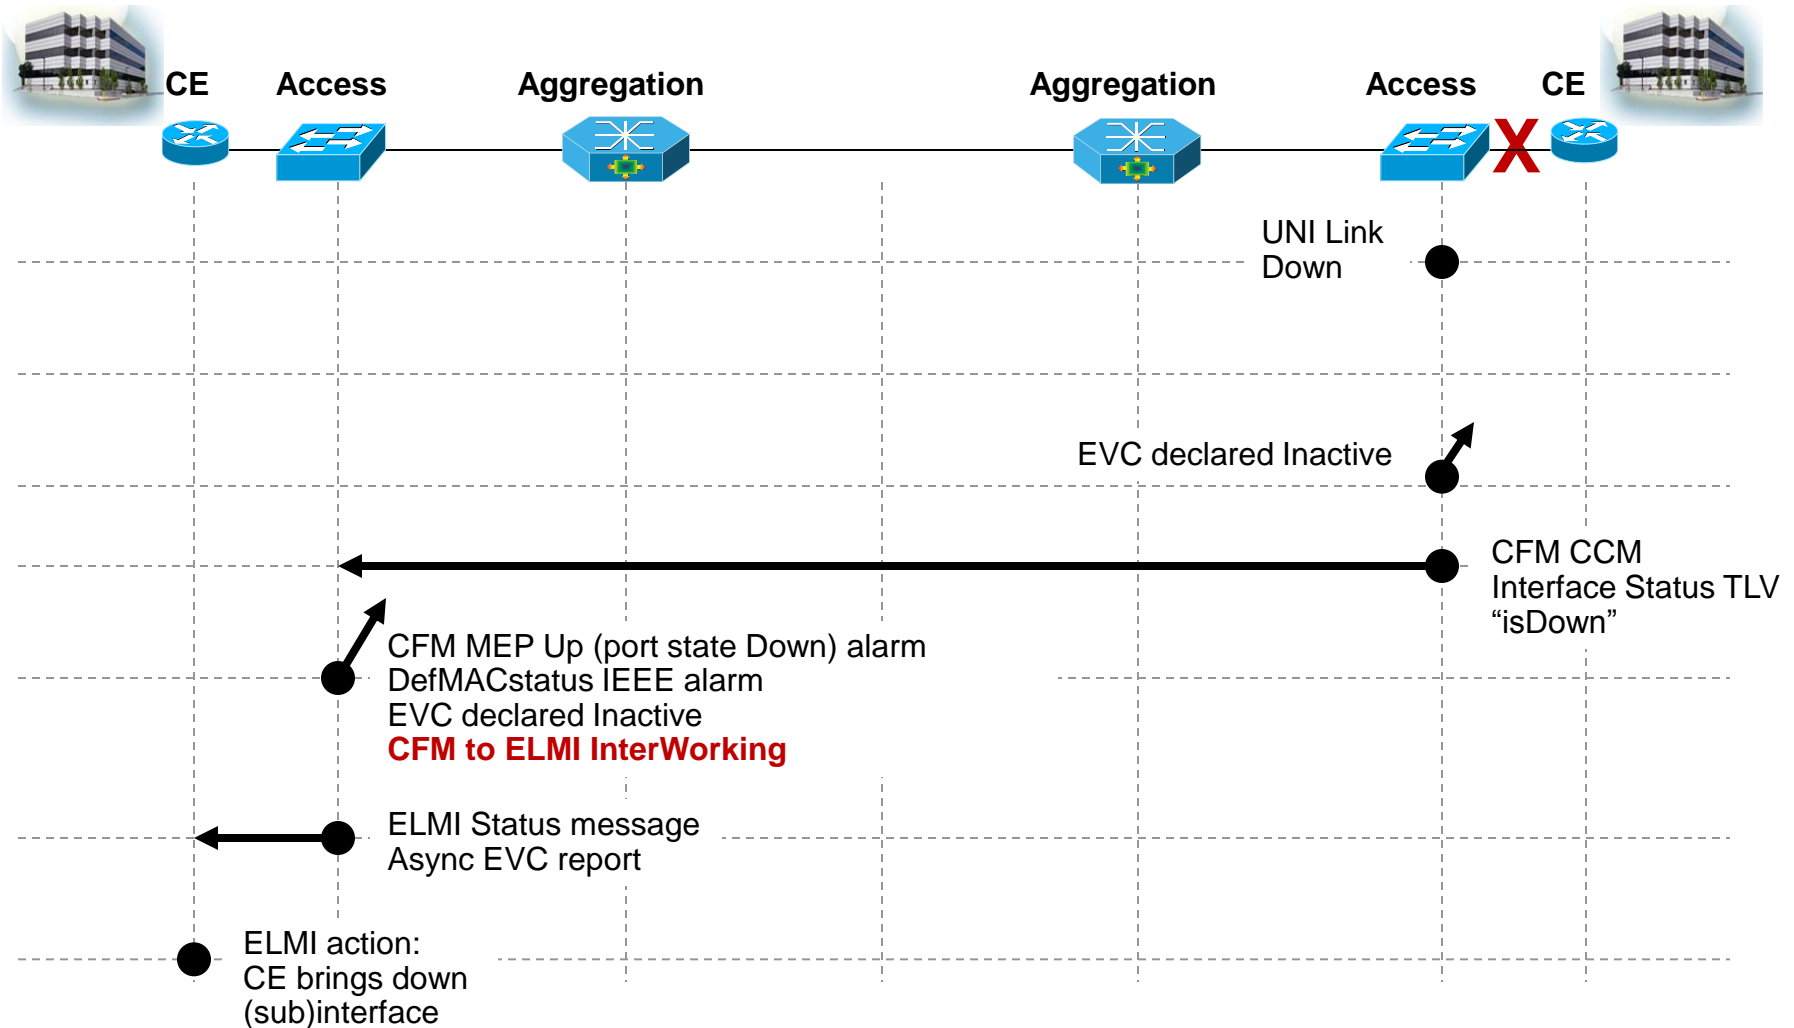 CE Access Aggregation Aggregation Access CE
X
UNI Link
Down
EVC declared Inactive
CFM CCM
Interface Status TLV
“isDown”
CFM MEP Up (port state Down) alarm
DefMACstatus IEEE alarm
EVC declared Inactive
CFM to ELMI InterWorking
ELMI Status message
Async EVC report
ELMI action:
CE brings down
(sub)interface